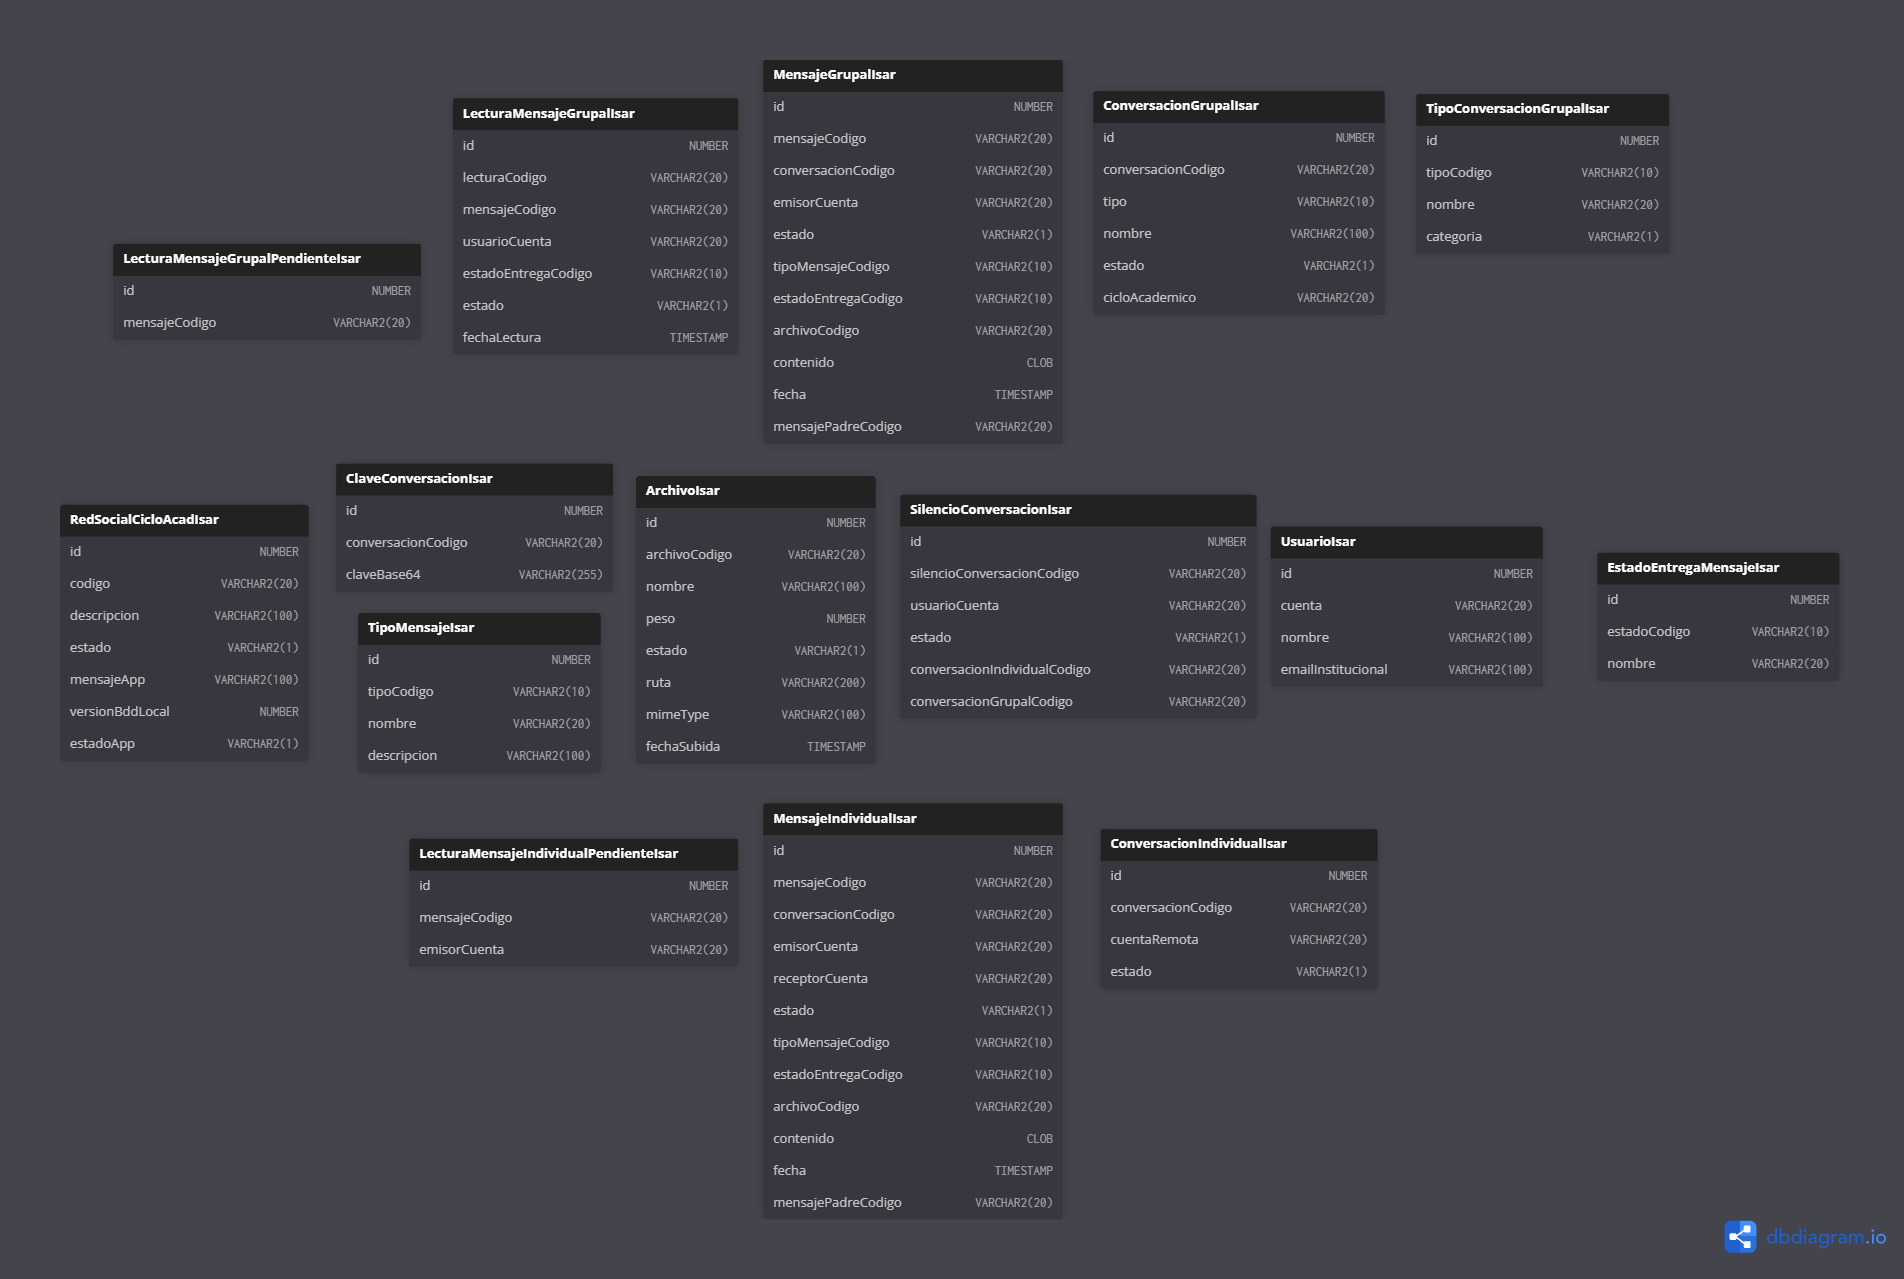 LecturaMensajeGrupalPendienteIsar
id NUMBER
mensajeCodigo VARCHAR2(20)
LecturaMensajeGrupalIsar
id NUMBER
lecturaCodigo VARCHAR2(20)
mensajeCodigo VARCHAR2(20)
usuarioCuenta VARCHAR2(20)
estadoEntregaCodigo VARCHAR2(10)
estado VARCHAR2(1)
fechaLectura TIMESTAMP
MensajeGrupalIsar
id NUMBER
mensajeCodigo VARCHAR2(20)
conversacionCodigo VARCHAR2(20)
emisorCuenta VARCHAR2(20)
estado VARCHAR2(1)
tipoMensajeCodigo VARCHAR2(10)
estadoEntregaCodigo VARCHAR2(10)
archivoCodigo VARCHAR2(20)
contenido CLOB
fecha TIMESTAMP
mensajePadreCodigo VARCHAR2(20)
ConversacionGrupalIsar
id NUMBER
conversacionCodigo VARCHAR2(20)
tipo VARCHAR2(10)
nombre VARCHAR2(100)
estado VARCHAR2(1)
cicloAcademico VARCHAR2(20)
TipoConversacionGrupalIsar
id NUMBER
tipoCodigo VARCHAR2(10)
nombre VARCHAR2(20)
categoria VARCHAR2(1)
RedSocialCicloAcadIsar
id NUMBER
codigo VARCHAR2(20)
descripcion VARCHAR2(100)
estado VARCHAR2(1)
mensajeApp VARCHAR2(100)
versionBddLocal NUMBER
estadoApp VARCHAR2(1)
ClaveConversacionIsar
id NUMBER
conversacionCodigo VARCHAR2(20)
claveBase64 VARCHAR2(255)
TipoMensajeIsar
id NUMBER
tipoCodigo VARCHAR2(10)
nombre VARCHAR2(20)
descripcion VARCHAR2(100)
ArchivoIsar
id NUMBER
archivoCodigo VARCHAR2(20)
nombre VARCHAR2(100)
peso NUMBER
estado VARCHAR2(1)
ruta VARCHAR2(200)
mimeType VARCHAR2(100)
fechaSubida TIMESTAMP
SilencioConversacionIsar
id NUMBER
silencioConversacionCodigo VARCHAR2(20)
usuarioCuenta VARCHAR2(20)
estado VARCHAR2(1)
conversacionIndividualCodigo VARCHAR2(20)
conversacionGrupalCodigo VARCHAR2(20)
UsuarioIsar
id NUMBER
cuenta VARCHAR2(20)
nombre VARCHAR2(100)
emailInstitucional VARCHAR2(100)
EstadoEntregaMensajeIsar
id NUMBER
estadoCodigo VARCHAR2(10)
nombre VARCHAR2(20)
LecturaMensajeIndividualPendienteIsar
id NUMBER
mensajeCodigo VARCHAR2(20)
emisorCuenta VARCHAR2(20)
MensajeIndividualIsar
id NUMBER
mensajeCodigo VARCHAR2(20)
conversacionCodigo VARCHAR2(20)
emisorCuenta VARCHAR2(20)
receptorCuenta VARCHAR2(20)
estado VARCHAR2(1)
tipoMensajeCodigo VARCHAR2(10)
estadoEntregaCodigo VARCHAR2(10)
archivoCodigo VARCHAR2(20)
contenido CLOB
fecha TIMESTAMP
mensajePadreCodigo VARCHAR2(20)
ConversacionIndividualIsar
id NUMBER
conversacionCodigo VARCHAR2(20)
cuentaRemota VARCHAR2(20)
estado VARCHAR2(1)
dbdiagram.io